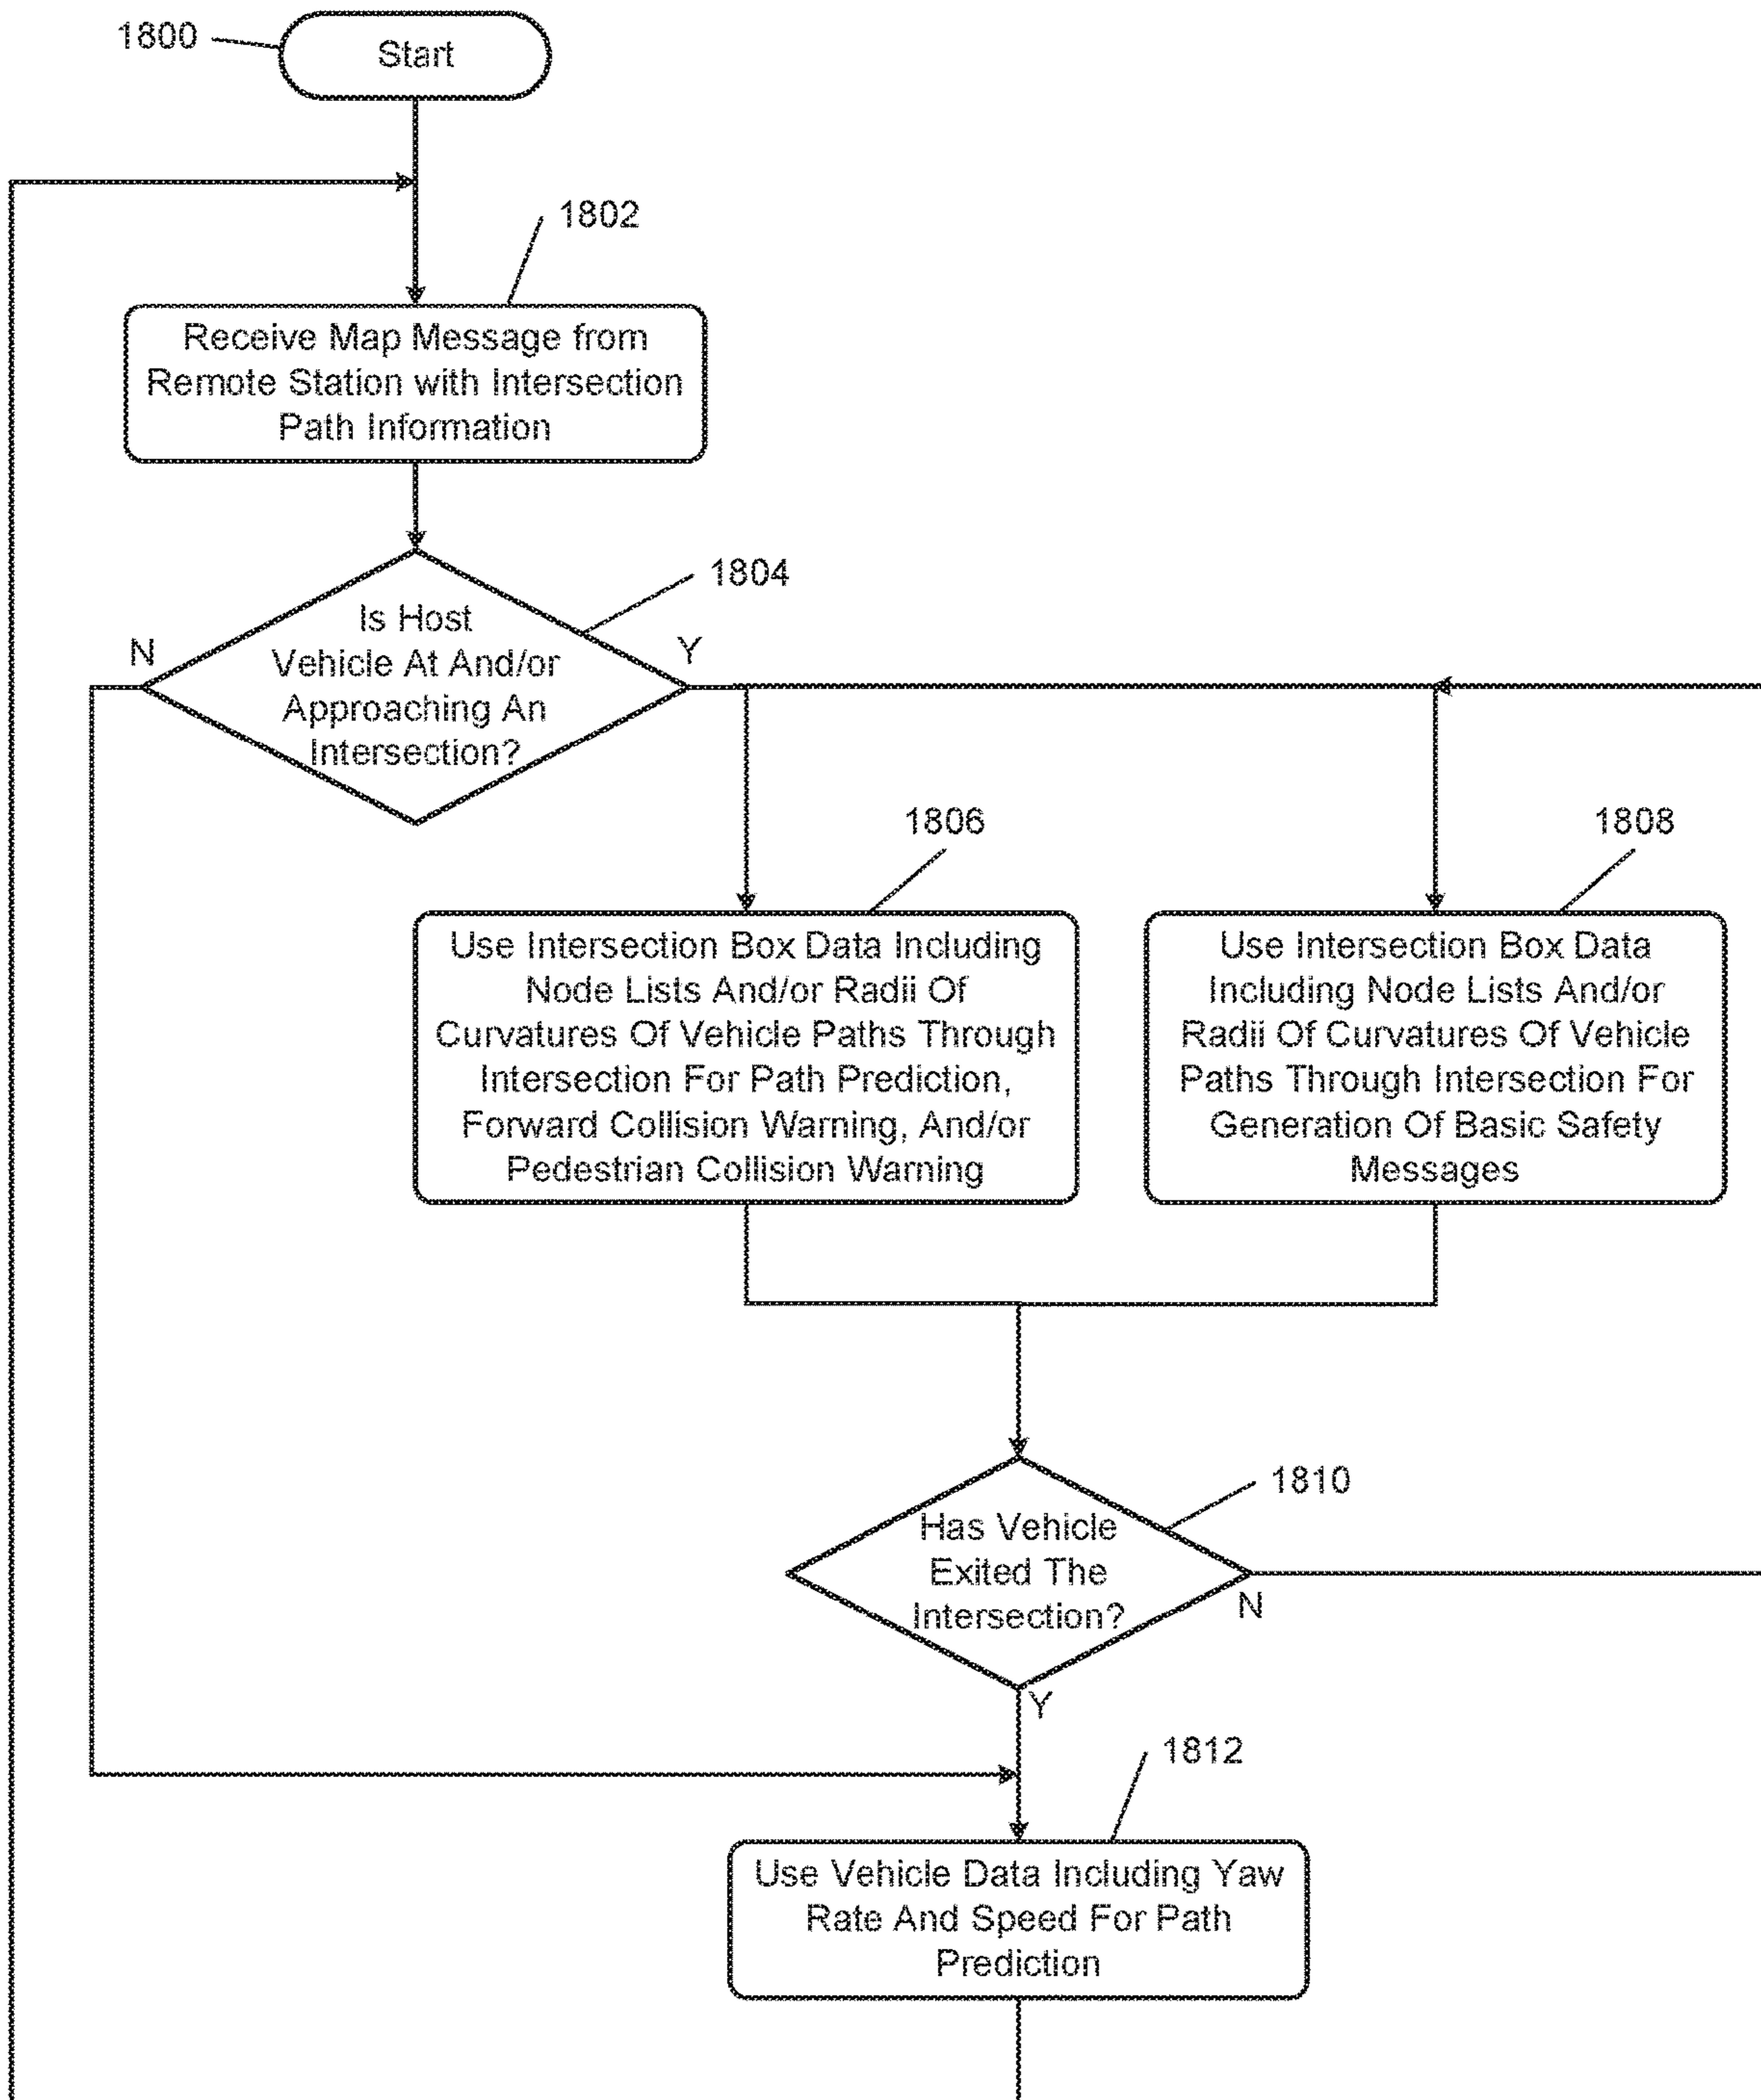 1800
Start
1802
Receive Map Message from
Remote Station with Intersection
Path Information
1804
Is Host
Vehicle At And/or
Approaching An
Intersection?
N
Y
1806
Use Intersection Box Data Including
Node Lists And/or Radii Of
Curvatures Of Vehicle Paths Through
Intersection For Path Prediction,
Forward Collision Warning, And/or
Pedestrian Collision Warning
1808
Use Intersection Box Data
Including Node Lists And/or
Radii Of Curvatures Of Vehicle
Paths Through Intersection For
Generation Of Basic Safety
Messages
1810
Has Vehicle
Exited The
Intersection?
N
Y
1812
Use Vehicle Data Including Yaw
Rate And Speed For Path
Prediction